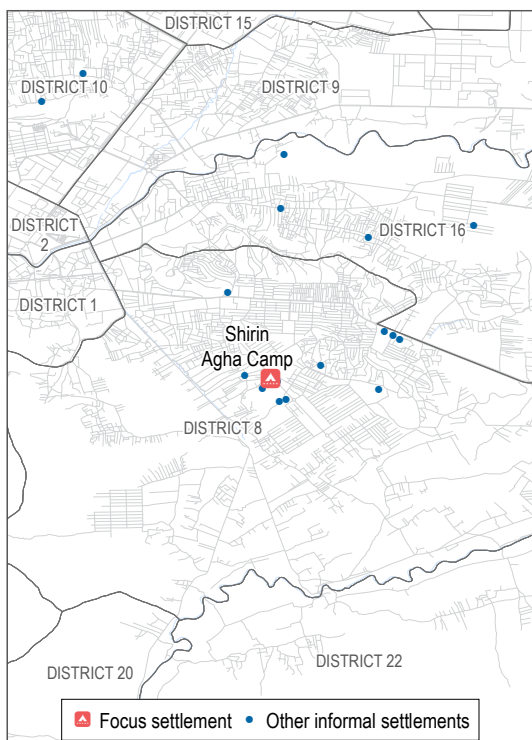 DISTRICT 15
DISTRICT 10
DISTRICT 9
DISTRICT
2
DISTRICT 16
DISTRICT 1
Shirin
Agha Camp
DISTRICT 8
DISTRICT 20
DISTRICT 22
Focus settlement
Other informal settlements